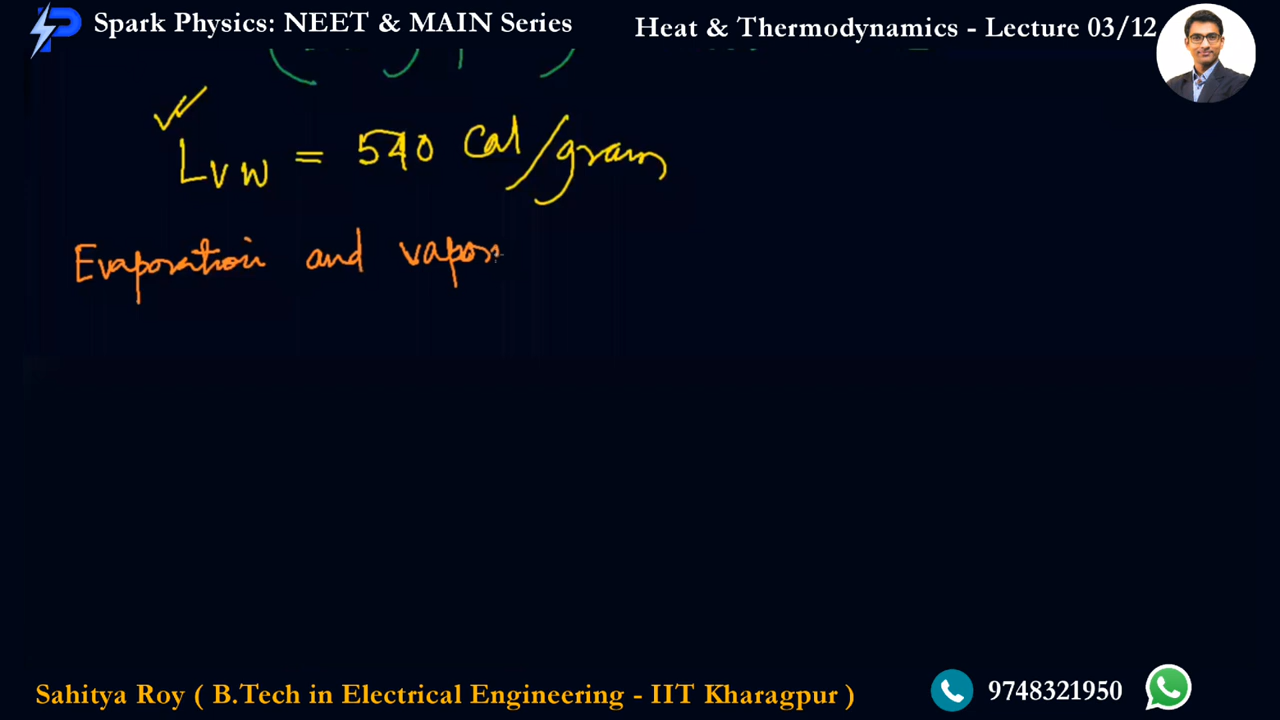 Spark Physics: NEET & MAIN Series
Heat & Thermodynamics - Lecture 03/12
LVW = 540 Cal/gram
Evaporation and vapor
Sahitya Roy ( B.Tech in Electrical Engineering - IIT Kharagpur )
9748321950